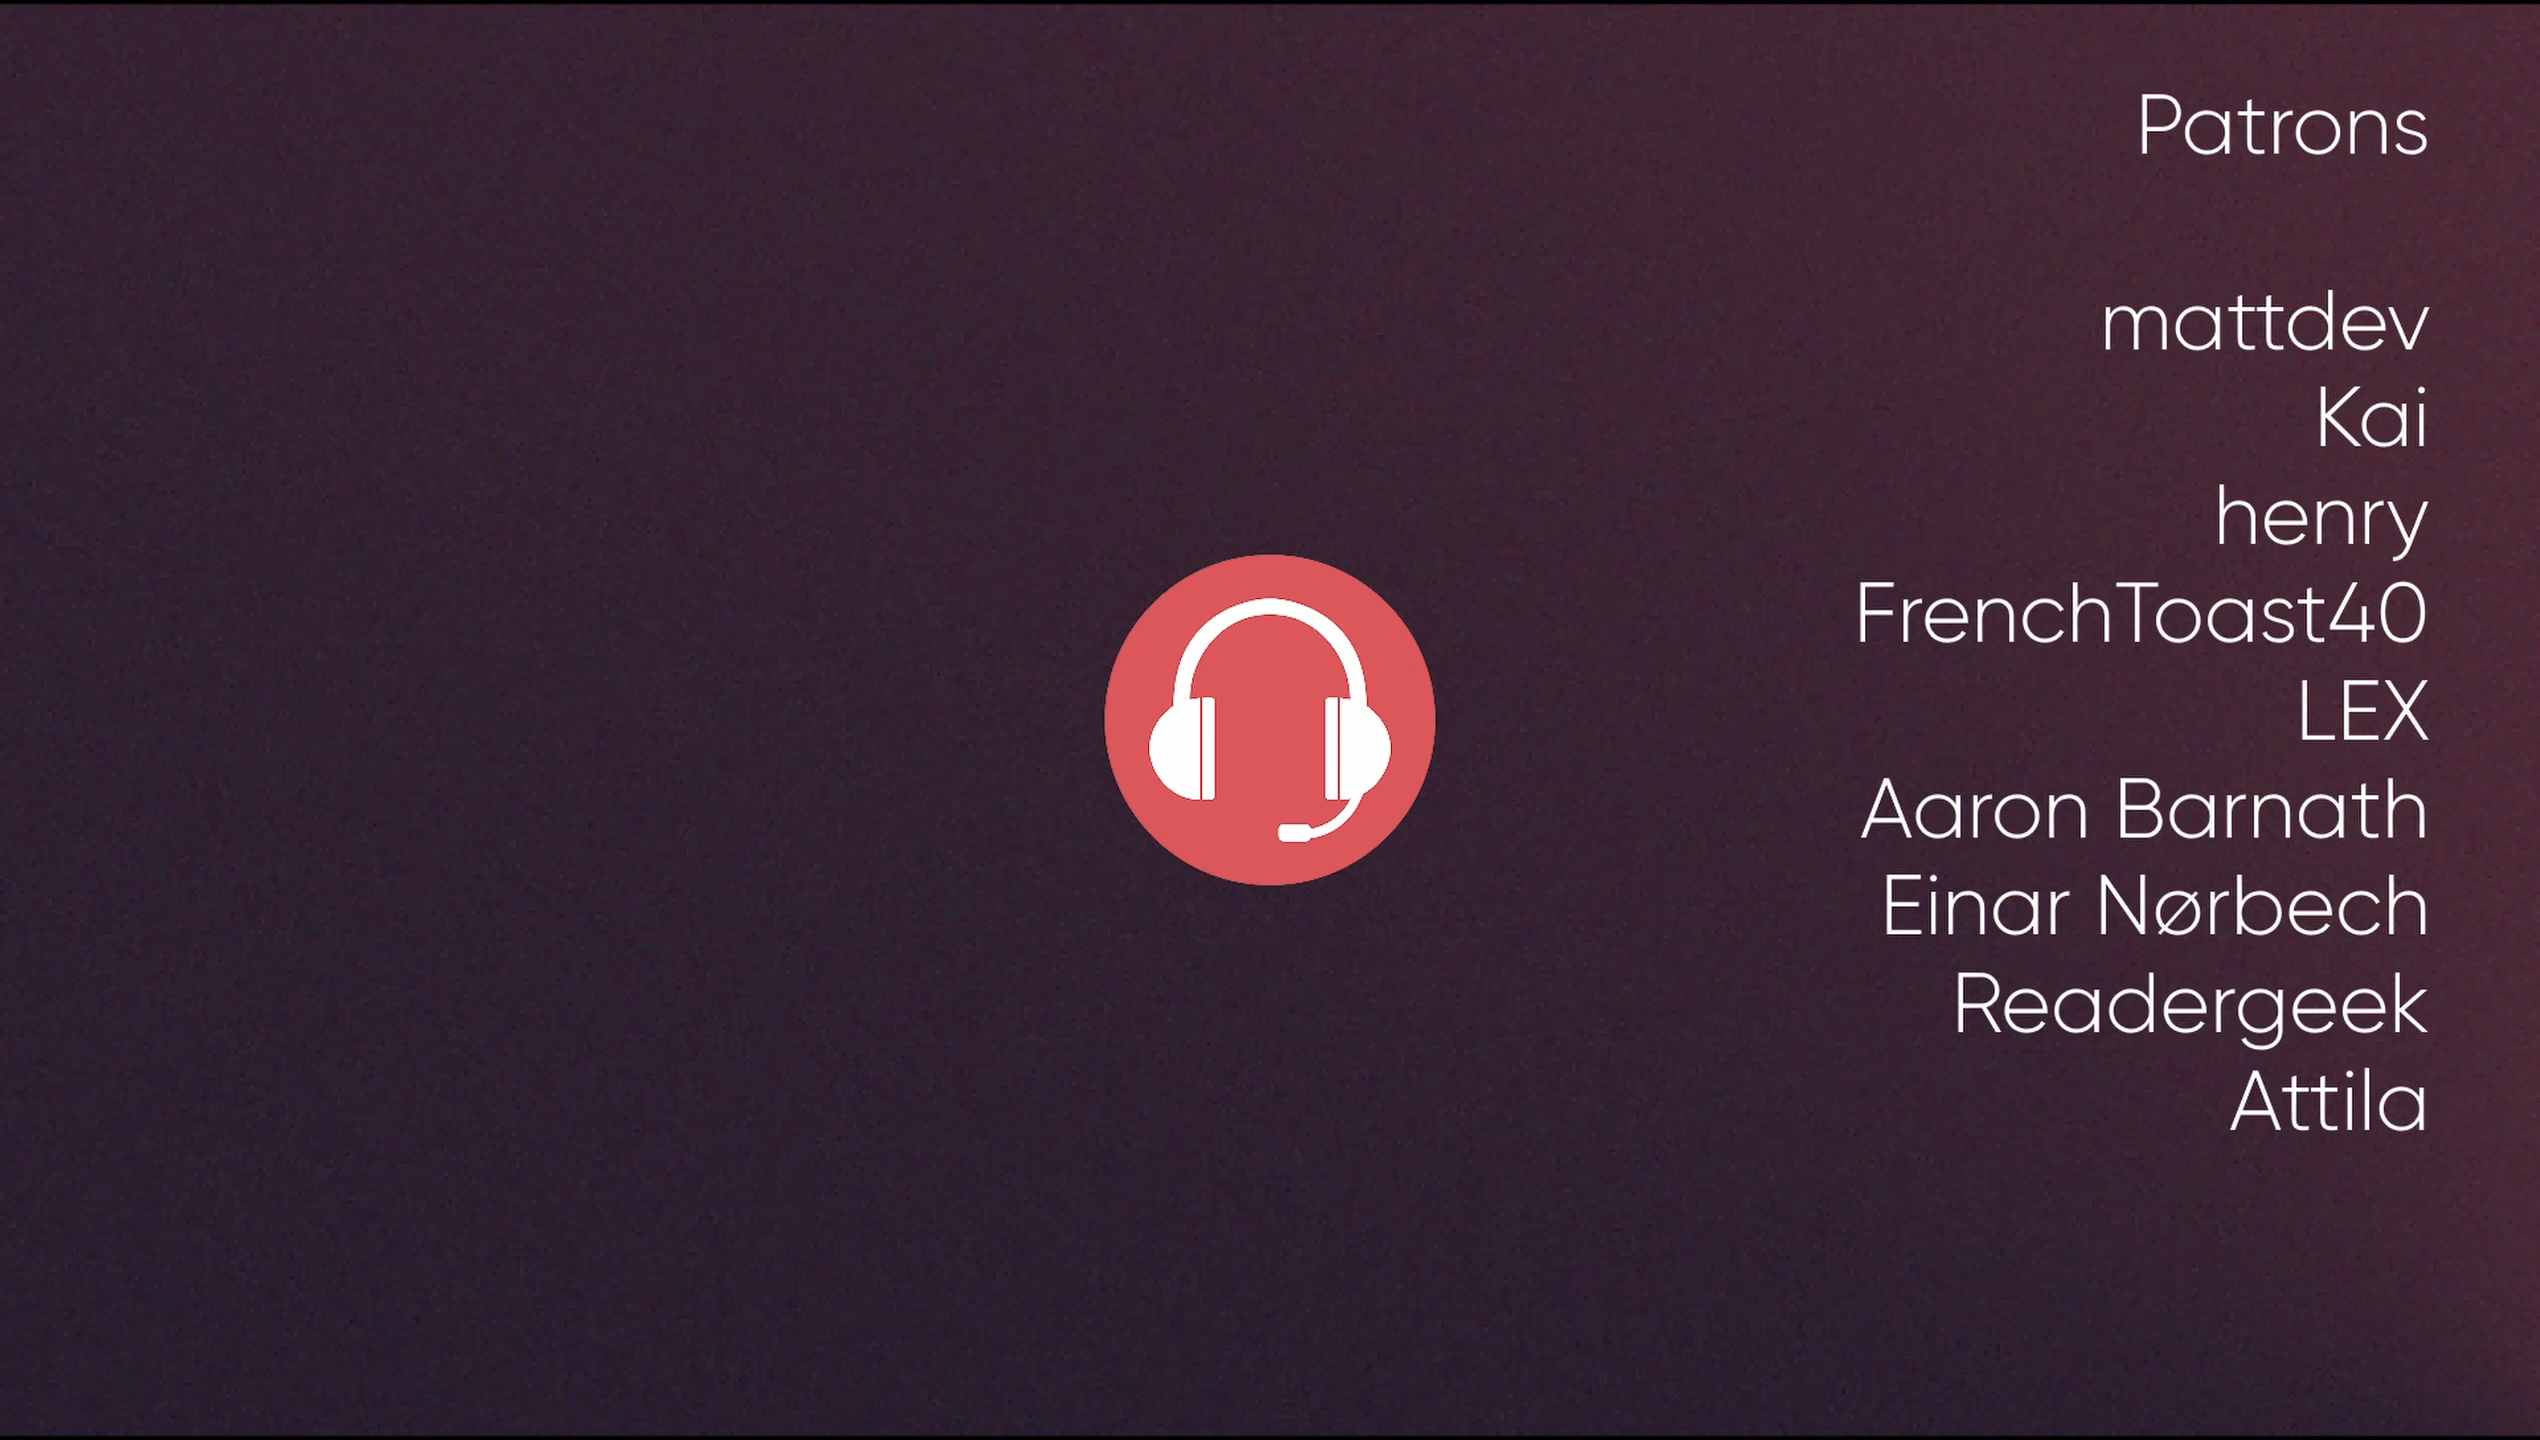 Patrons
mattdev
Kai
henry
FrenchToast40
LEX
Aaron Barnath
Einar Nørbech
Readergeek
Attila